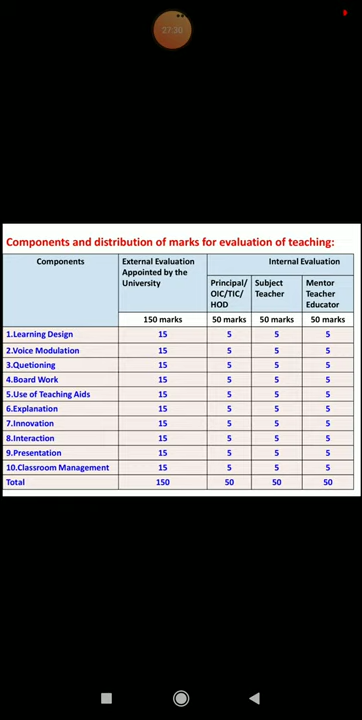 27:30
Components and distribution of marks for evaluation of teaching:
Components External Evaluation Appointed by the University Internal Evaluation
Principal/ OIC/TIC/ HOD Subject Teacher Mentor Teacher Educator
150 marks 50 marks 50 marks 50 marks
1.Learning Design 15 5 5 5
2.Voice Modulation 15 5 5 5
3.Quetioning 15 5 5 5
4.Board Work 15 5 5 5
5.Use of Teaching Aids 15 5 5 5
6.Explanation 15 5 5 5
7.Innovation 15 5 5 5
8.Interaction 15 5 5 5
9.Presentation 15 5 5 5
10.Classroom Management 15 5 5 5
Total 150 50 50 50